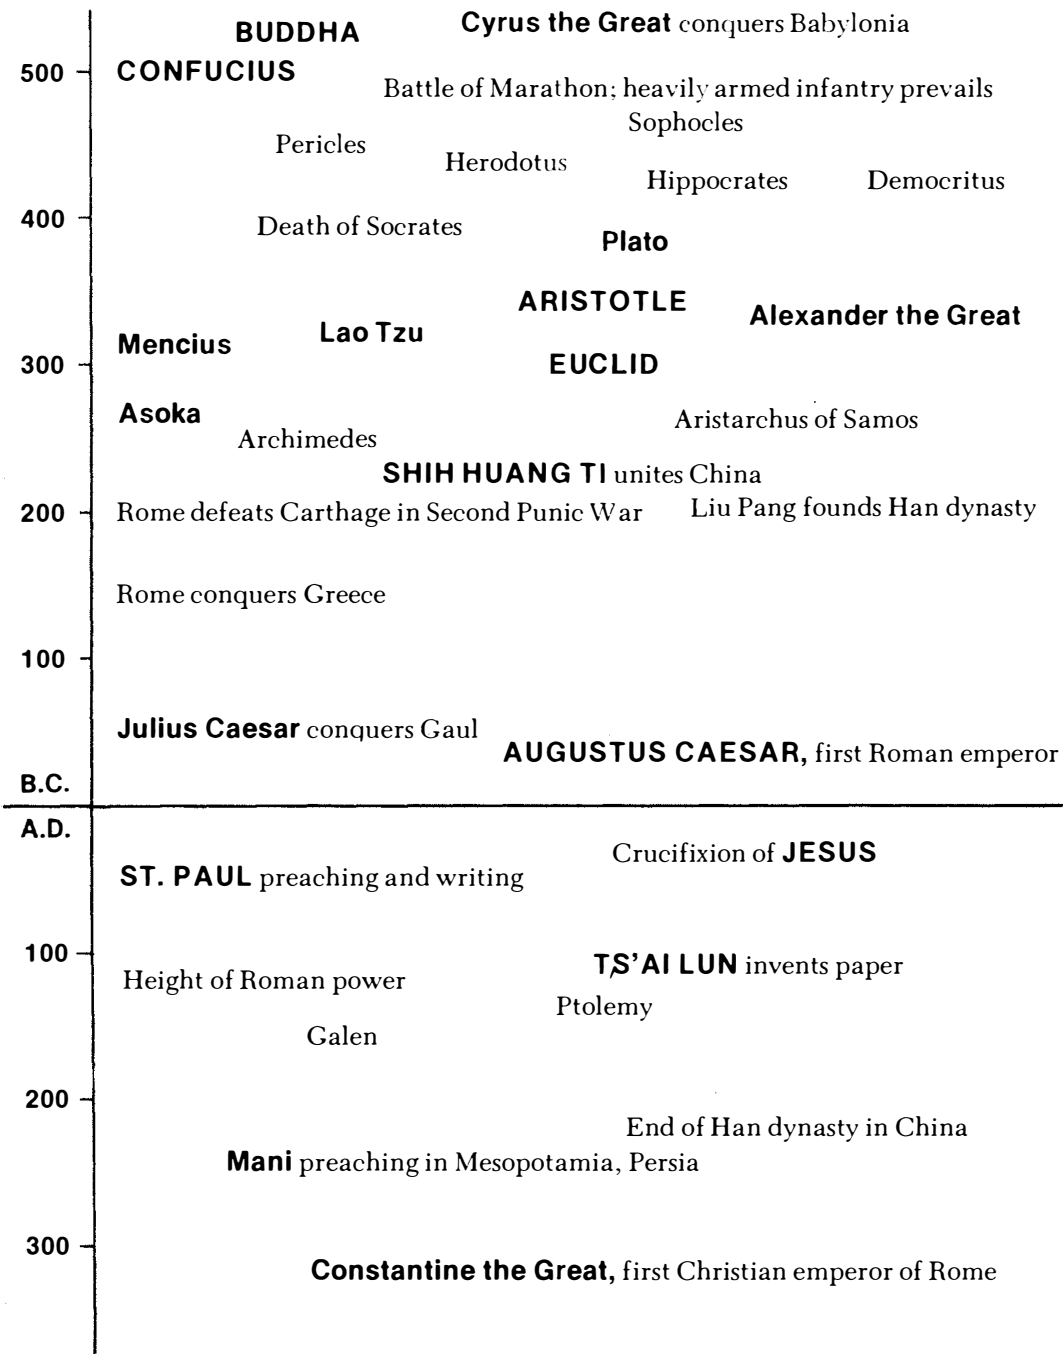 BUDDHA
Cyrus the Great conquers Babylonia
500
CONFUCIUS
Battle of Marathon; heavily armed infantry prevails
Sophocles
Pericles
Herodotus
Hippocrates
Democritus
400
Death of Socrates
Plato
ARISTOTLE
Alexander the Great
Lao Tzu
Mencius
300
EUCLID
Asoka
Aristarchus of Samos
Archimedes
SHIH HUANG TI unites China
200
Rome defeats Carthage in Second Punic War
Liu Pang founds Han dynasty
Rome conquers Greece
100
Julius Caesar conquers Gaul
AUGUSTUS CAESAR, first Roman emperor
B.C.
A.D.
Crucifixion of JESUS
ST. PAUL preaching and writing
100
TS'AI LUN invents paper
Height of Roman power
Ptolemy
Galen
200
End of Han dynasty in China
Mani preaching in Mesopotamia, Persia
300
Constantine the Great, first Christian emperor of Rome